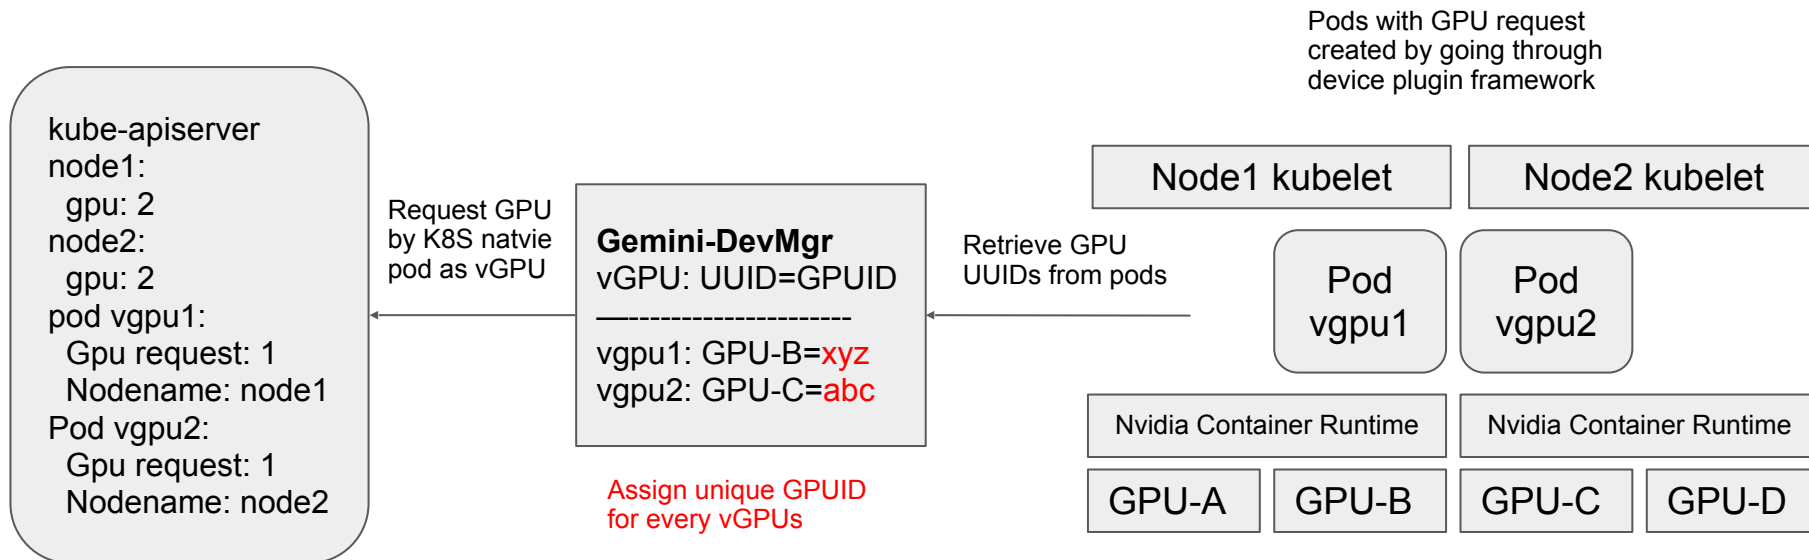 kube-apiserver
node1:
gpu: 2
node2:
gpu: 2
pod vgpu1:
Gpu request: 1
Nodename: node1
Pod vgpu2:
Gpu request: 1
Nodename: node2
Request GPU
by K8S natvie
pod as vGPU
Gemini-DevMgr
vGPU: UUID=GPUID
—---------------------
vgpu1: GPU-B=xyz
vgpu2: GPU-C=abc
Assign unique GPUID
for every vGPUs
Retrieve GPU
UUIDs from pods
Pods with GPU request
created by going through
device plugin framework
Node1 kubelet
Node2 kubelet
Pod
vgpu1
Pod
vgpu2
Nvidia Container Runtime
Nvidia Container Runtime
GPU-A
GPU-B
GPU-C
GPU-D